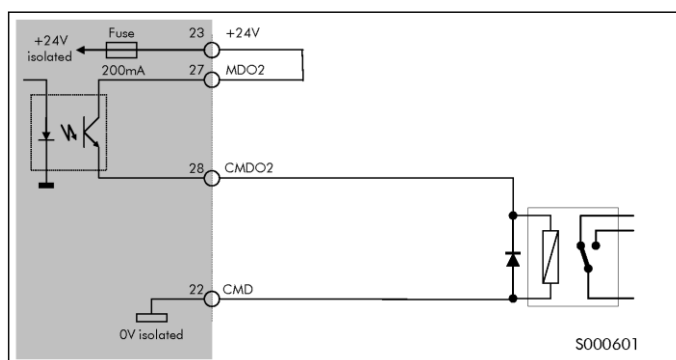 Fuse
23 +24V
+24V
isolated
200mA
27 MDO2
28 CMDO2
22 CMD
0V isolated
S000601